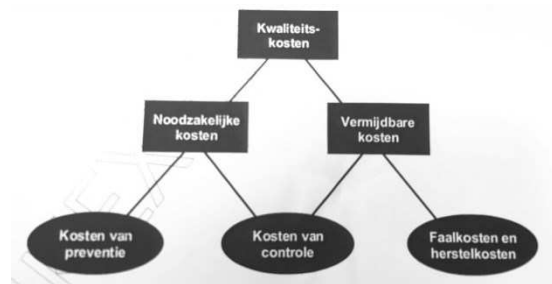 Kwaliteits-
kosten
Noodzakelijke
kosten
Vermijdbare
kosten
Kosten van
preventie
Kosten van
controle
Faalkosten en
herstelkosten